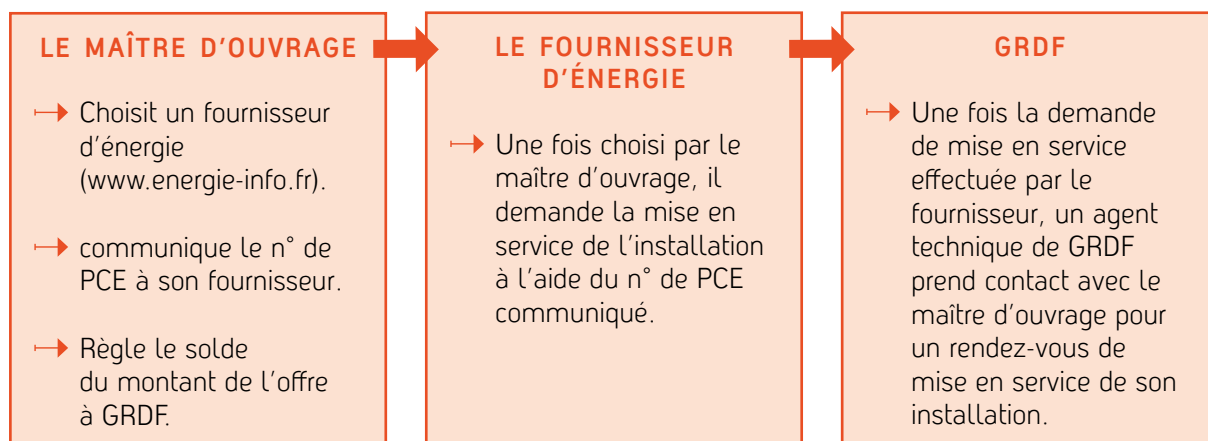 LE MAÎTRE D'OUVRAGE
Choisit un fournisseur
d'énergie
(www.energie-info.fr).
communique le n° de
PCE à son fournisseur.
Règle le solde
du montant de l'offre
à GRDF.
LE FOURNISSEUR
D'ÉNERGIE
Une fois choisi par le
maître d'ouvrage, il
demande la mise en
service de l'installation
à l'aide du n° de PCE
communiqué.
GRDF
Une fois la demande
de mise en service
effectuée par le
fournisseur, un agent
technique de GRDF
prend contact avec le
maître d'ouvrage pour
un rendez-vous de
mise en service de son
installation.